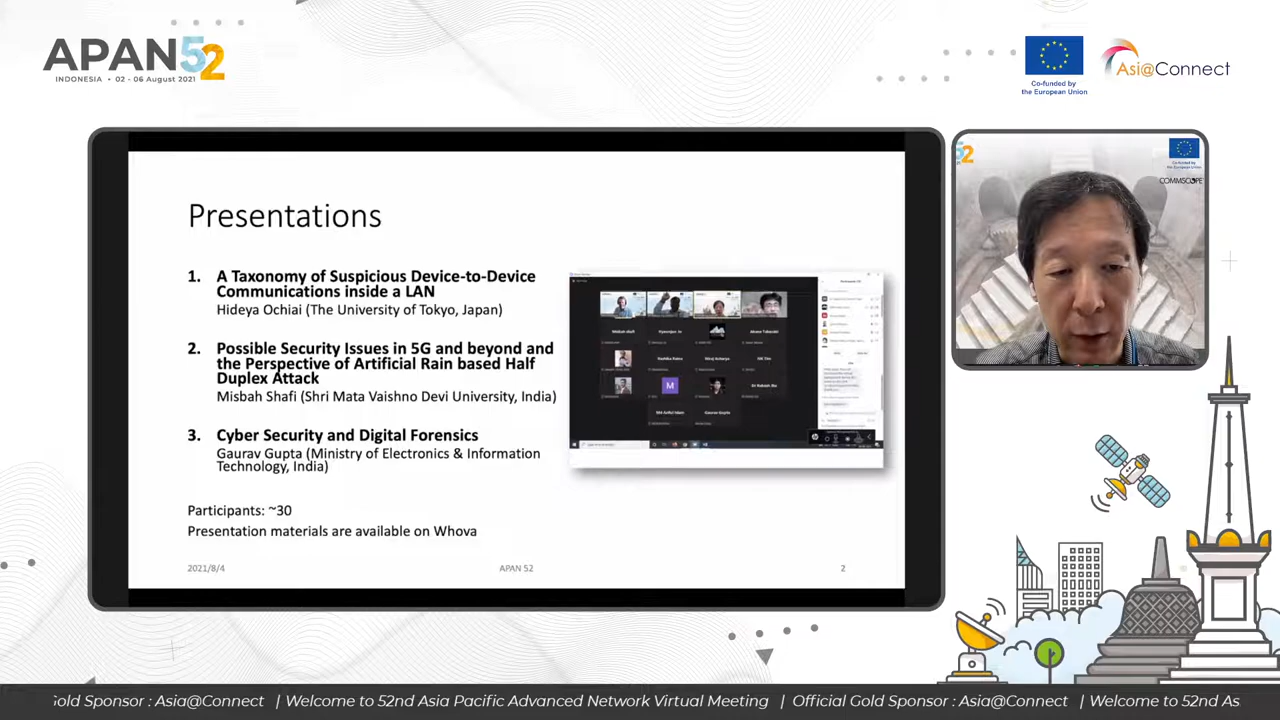 APAN52
INDONESIA • 02 - 06 August 2021
Co-funded by
the European Union
Asi@Connect
52
COMMSCOPE
Presentations
1. A Taxonomy of Suspicious Device-to-Device
Communications inside a LAN
Hideya Ochiai (The University of Tokyo, Japan)
2. Possible Security Issues in 5G and beyond and
the Perspective of Artificial Rain based Half
Duplex Attack
Misbah Shafi (Shri Mata Vaishno Devi University, India)
3. Cyber Security and Digital Forensics
Gaurav Gupta (Ministry of Electronics & Information
Technology, India)
Participants: ~30
Presentation materials are available on Whova
2021/8/4
APAN 52
2
M
Gold Sponsor : Asia@Connect | Welcome to 52nd Asia Pacific Advanced Network Virtual Meeting | Official Gold Sponsor : Asia@Connect | Welcome to 52nd As